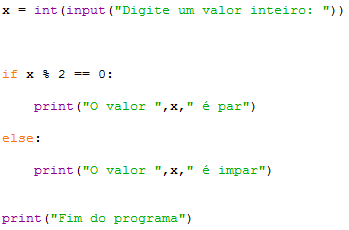 x = int(input("Digite um valor inteiro: "))
if x % 2 == 0:
print("O valor ",x," é par")
else:
print("O valor ",x," é impar")
print("Fim do programa")